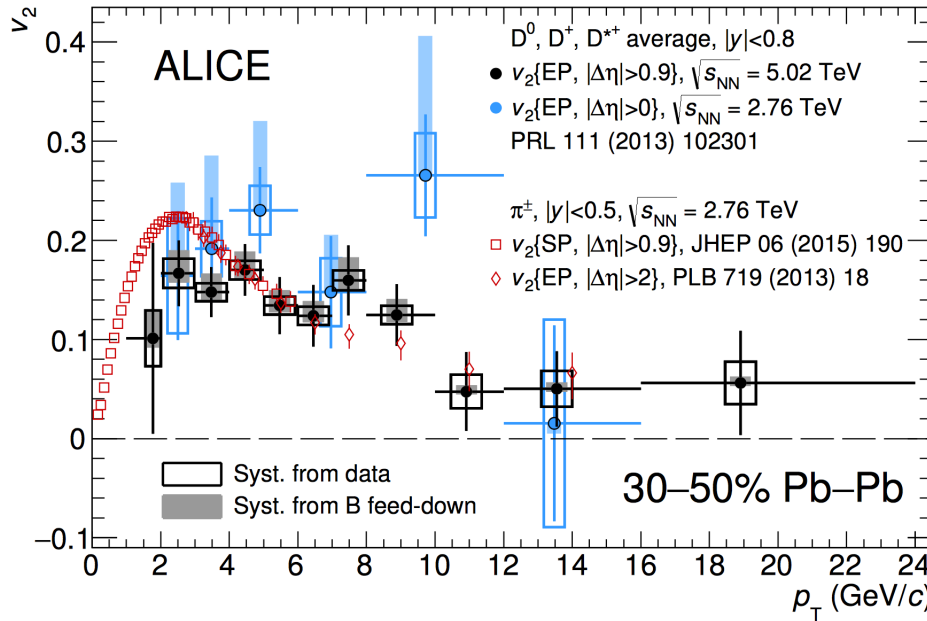 v₂
0.4
0.3
0.2
0.1
0
−0.1
ALICE
D⁰, D⁺, D*⁺ average, |y|<0.8
v₂{EP, |Δη|>0.9}, √s_NN = 5.02 TeV
v₂{EP, |Δη|>0}, √s_NN = 2.76 TeV
PRL 111 (2013) 102301
π±, |y|<0.5, √s_NN = 2.76 TeV
v₂{SP, |Δη|>0.9}, JHEP 06 (2015) 190
v₂{EP, |Δη|>2}, PLB 719 (2013) 18
Syst. from data
Syst. from B feed-down
30–50% Pb–Pb
0 2 4 6 8 10 12 14 16 18 20 22 24
p_T (GeV/c)